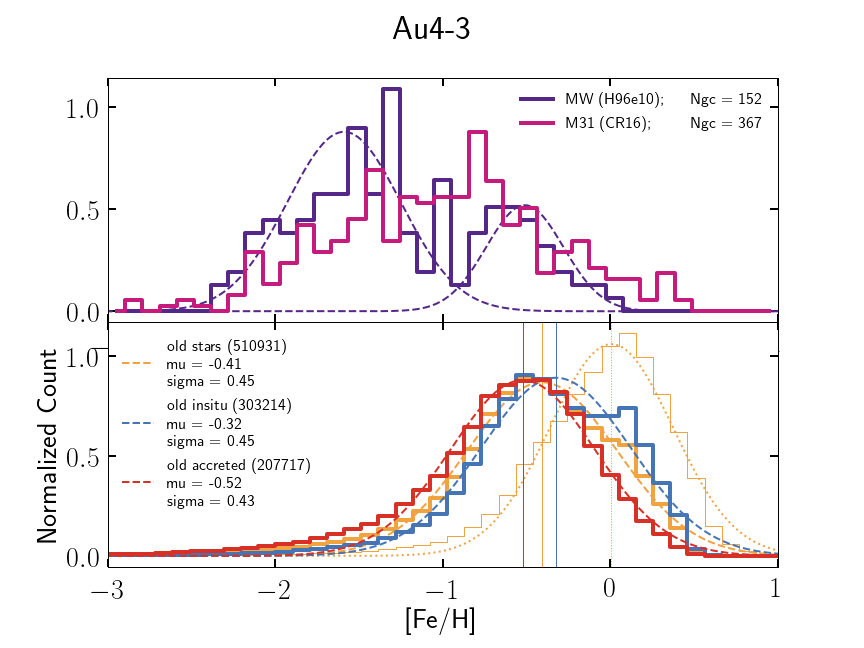 Au4-3
MW (H96e10); Ngc = 152
M31 (CR16); Ngc = 367
1.0
0.5
0.0
old stars (510931)
mu = -0.41
sigma = 0.45
old insitu (303214)
mu = -0.32
sigma = 0.45
old accreted (207717)
mu = -0.52
sigma = 0.43
1.0
0.5
0.0
Normalized Count
−3 −2 −1 0 1
[Fe/H]